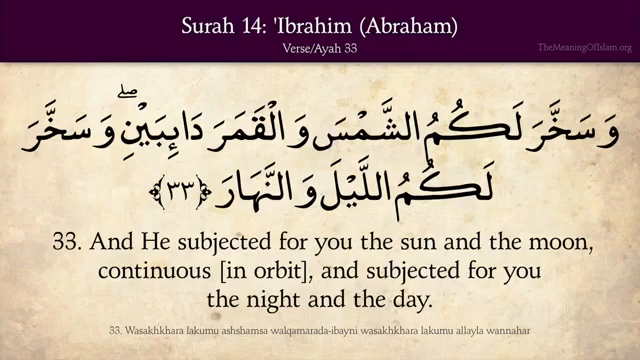 Surah 14: 'Ibrahim (Abraham)
Verse/Ayah 33
TheMeaningOfIslam.org
وَسَخَّرَ لَكُمُ الشَّمْسَ وَالْقَمَرَ دَائِبَيْنِ ۖ وَسَخَّرَ
لَكُمُ اللَّيْلَ وَالنَّهَارَ ﴿٣٣﴾
33. And He subjected for you the sun and the moon,
continuous [in orbit], and subjected for you
the night and the day.
33. Wasakhkhara lakumu ashshamsa walqamarada-ibayni wasakhkhara lakumu allayla wannahar